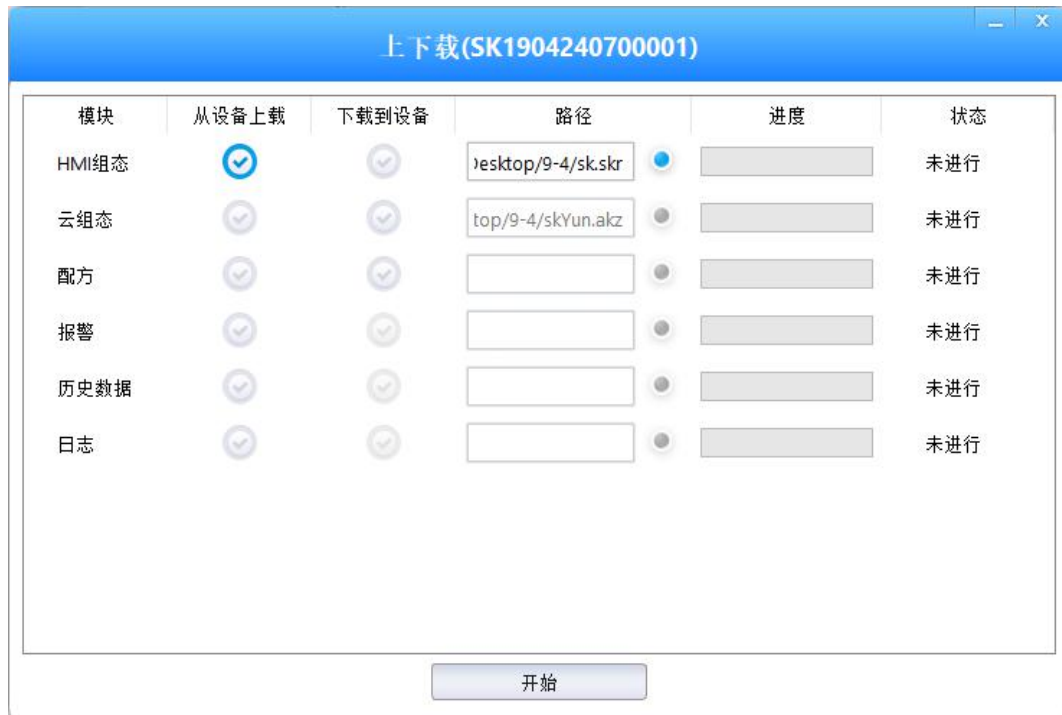 上下载(SK1904240700001)
模块 从设备上载 下载到设备 路径 进度 状态
HMI组态 esktop/9-4/sk.skr 未进行
云组态 top/9-4/skYun.akz 未进行
配方 未进行
报警 未进行
历史数据 未进行
日志 未进行
开始